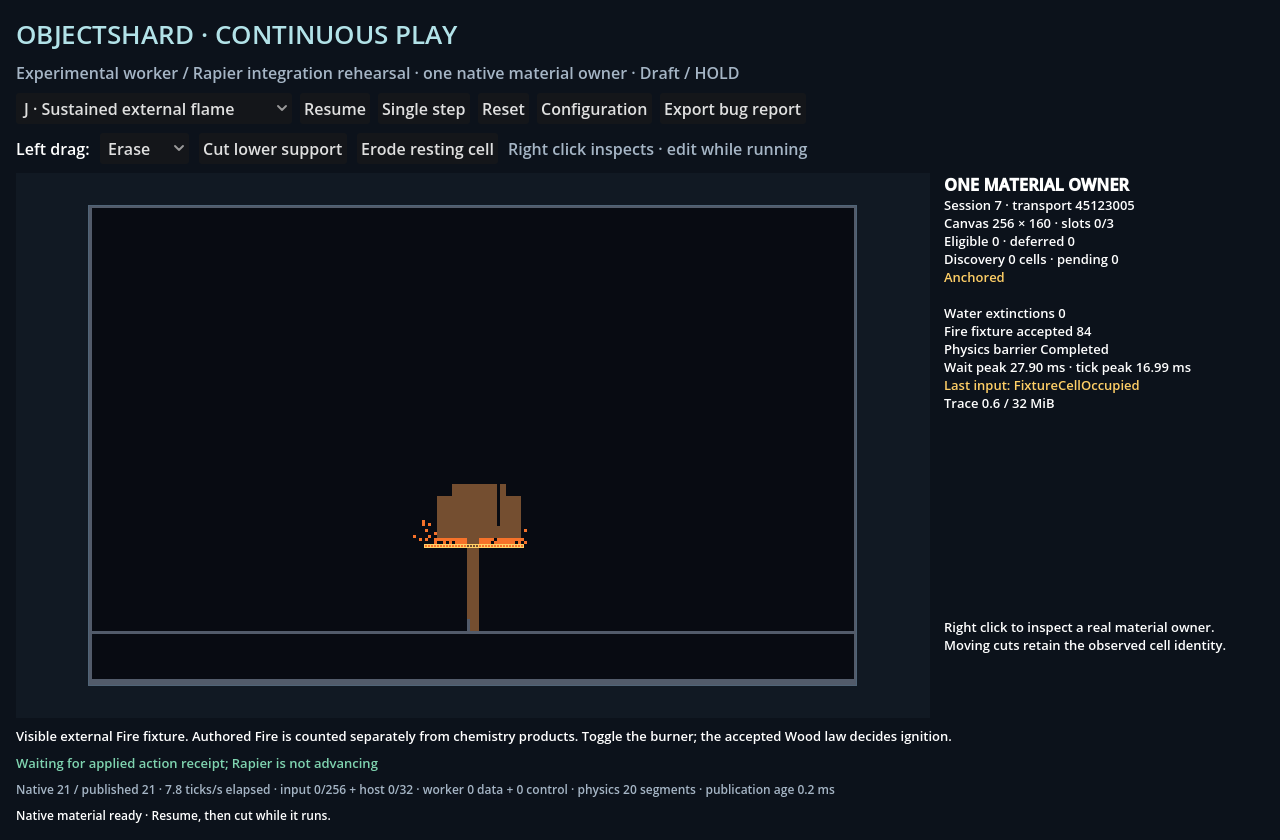 OBJECTSHARD · CONTINUOUS PLAY
Experimental worker / Rapier integration rehearsal · one native material owner · Draft / HOLD
J · Sustained external flame Resume Single step Reset Configuration Export bug report
Left drag: Erase Cut lower support Erode resting cell Right click inspects · edit while running
ONE MATERIAL OWNER
Session 7 · transport 45123005
Canvas 256 × 160 · slots 0/3
Eligible 0 · deferred 0
Discovery 0 cells · pending 0
Anchored
Water extinctions 0
Fire fixture accepted 84
Physics barrier Completed
Wait peak 27.90 ms · tick peak 16.99 ms
Last input: FixtureCellOccupied
Trace 0.6 / 32 MiB
Right click to inspect a real material owner.
Moving cuts retain the observed cell identity.
Visible external Fire fixture. Authored Fire is counted separately from chemistry products. Toggle the burner; the accepted Wood law decides ignition.
Waiting for applied action receipt; Rapier is not advancing
Native 21 / published 21 · 7.8 ticks/s elapsed · input 0/256 + host 0/32 · worker 0 data + 0 control · physics 20 segments · publication age 0.2 ms
Native material ready · Resume, then cut while it runs.